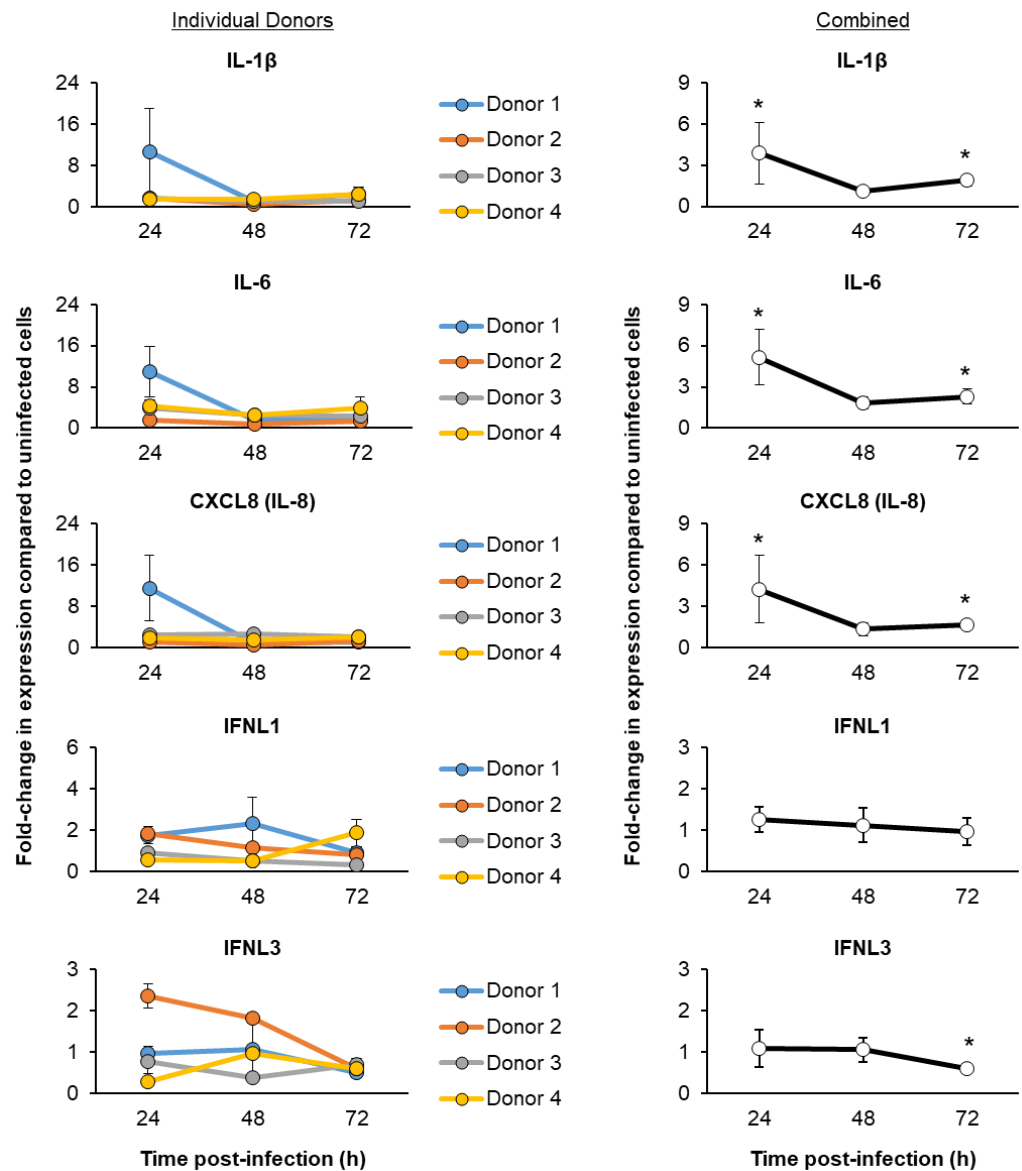 Individual Donors
Combined
Fold-change in expression compared to uninfected cells
IL-1β
24
16
8
0
24
48
72
Donor 1
Donor 2
Donor 3
Donor 4
IL-6
24
16
8
0
24
48
72
Donor 1
Donor 2
Donor 3
Donor 4
CXCL8 (IL-8)
24
16
8
0
24
48
72
Donor 1
Donor 2
Donor 3
Donor 4
IFNL1
6
4
2
0
24
48
72
Donor 1
Donor 2
Donor 3
Donor 4
IFNL3
3
2
1
0
24
48
72
Donor 1
Donor 2
Donor 3
Donor 4
Time post-infection (h)
Fold-change in expression compared to uninfected cells
IL-1β
9
6
3
0
*
*
24
48
72
IL-6
9
6
3
0
*
*
24
48
72
CXCL8 (IL-8)
9
6
3
0
*
*
24
48
72
IFNL1
3
2
1
0
24
48
72
IFNL3
3
2
1
0
*
24
48
72
Time post-infection (h)